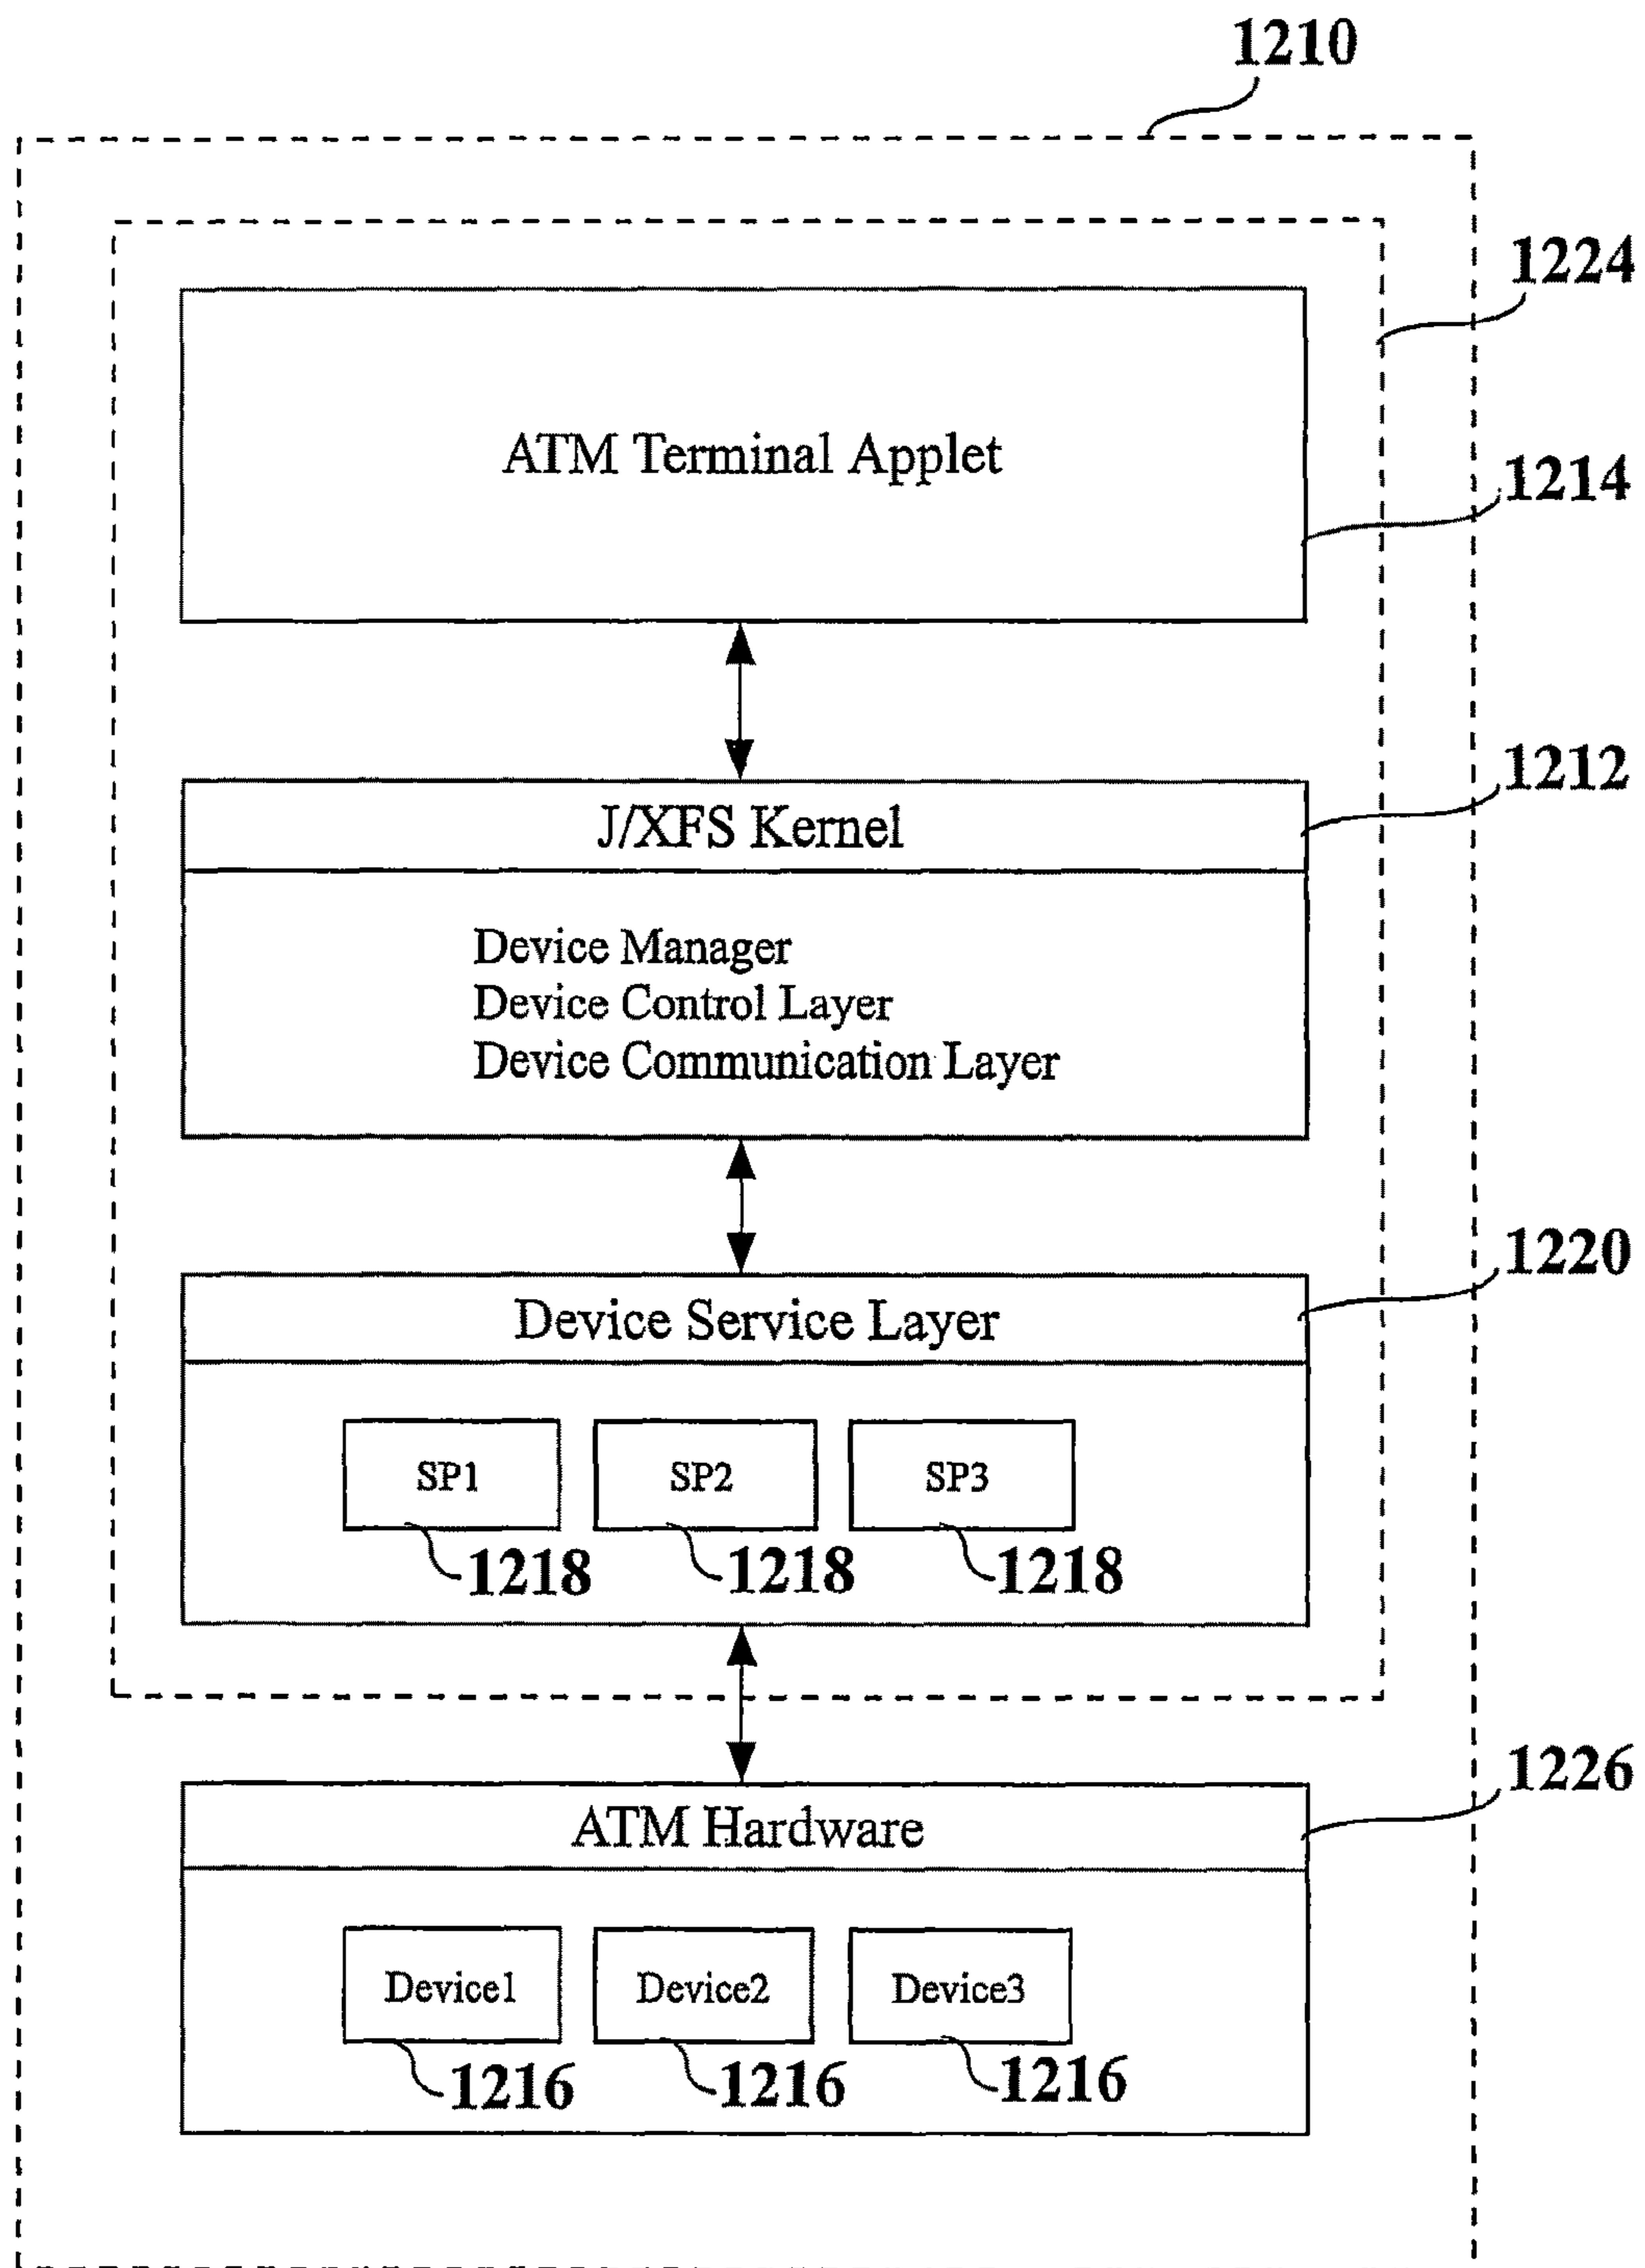 1210
1224
ATM Terminal Applet
1214
1212
J/XFS Kernel
Device Manager
Device Control Layer
Device Communication Layer
1220
Device Service Layer
SP1 SP2 SP3
1218 1218 1218
1226
ATM Hardware
Device1 Device2 Device3
1216 1216 1216